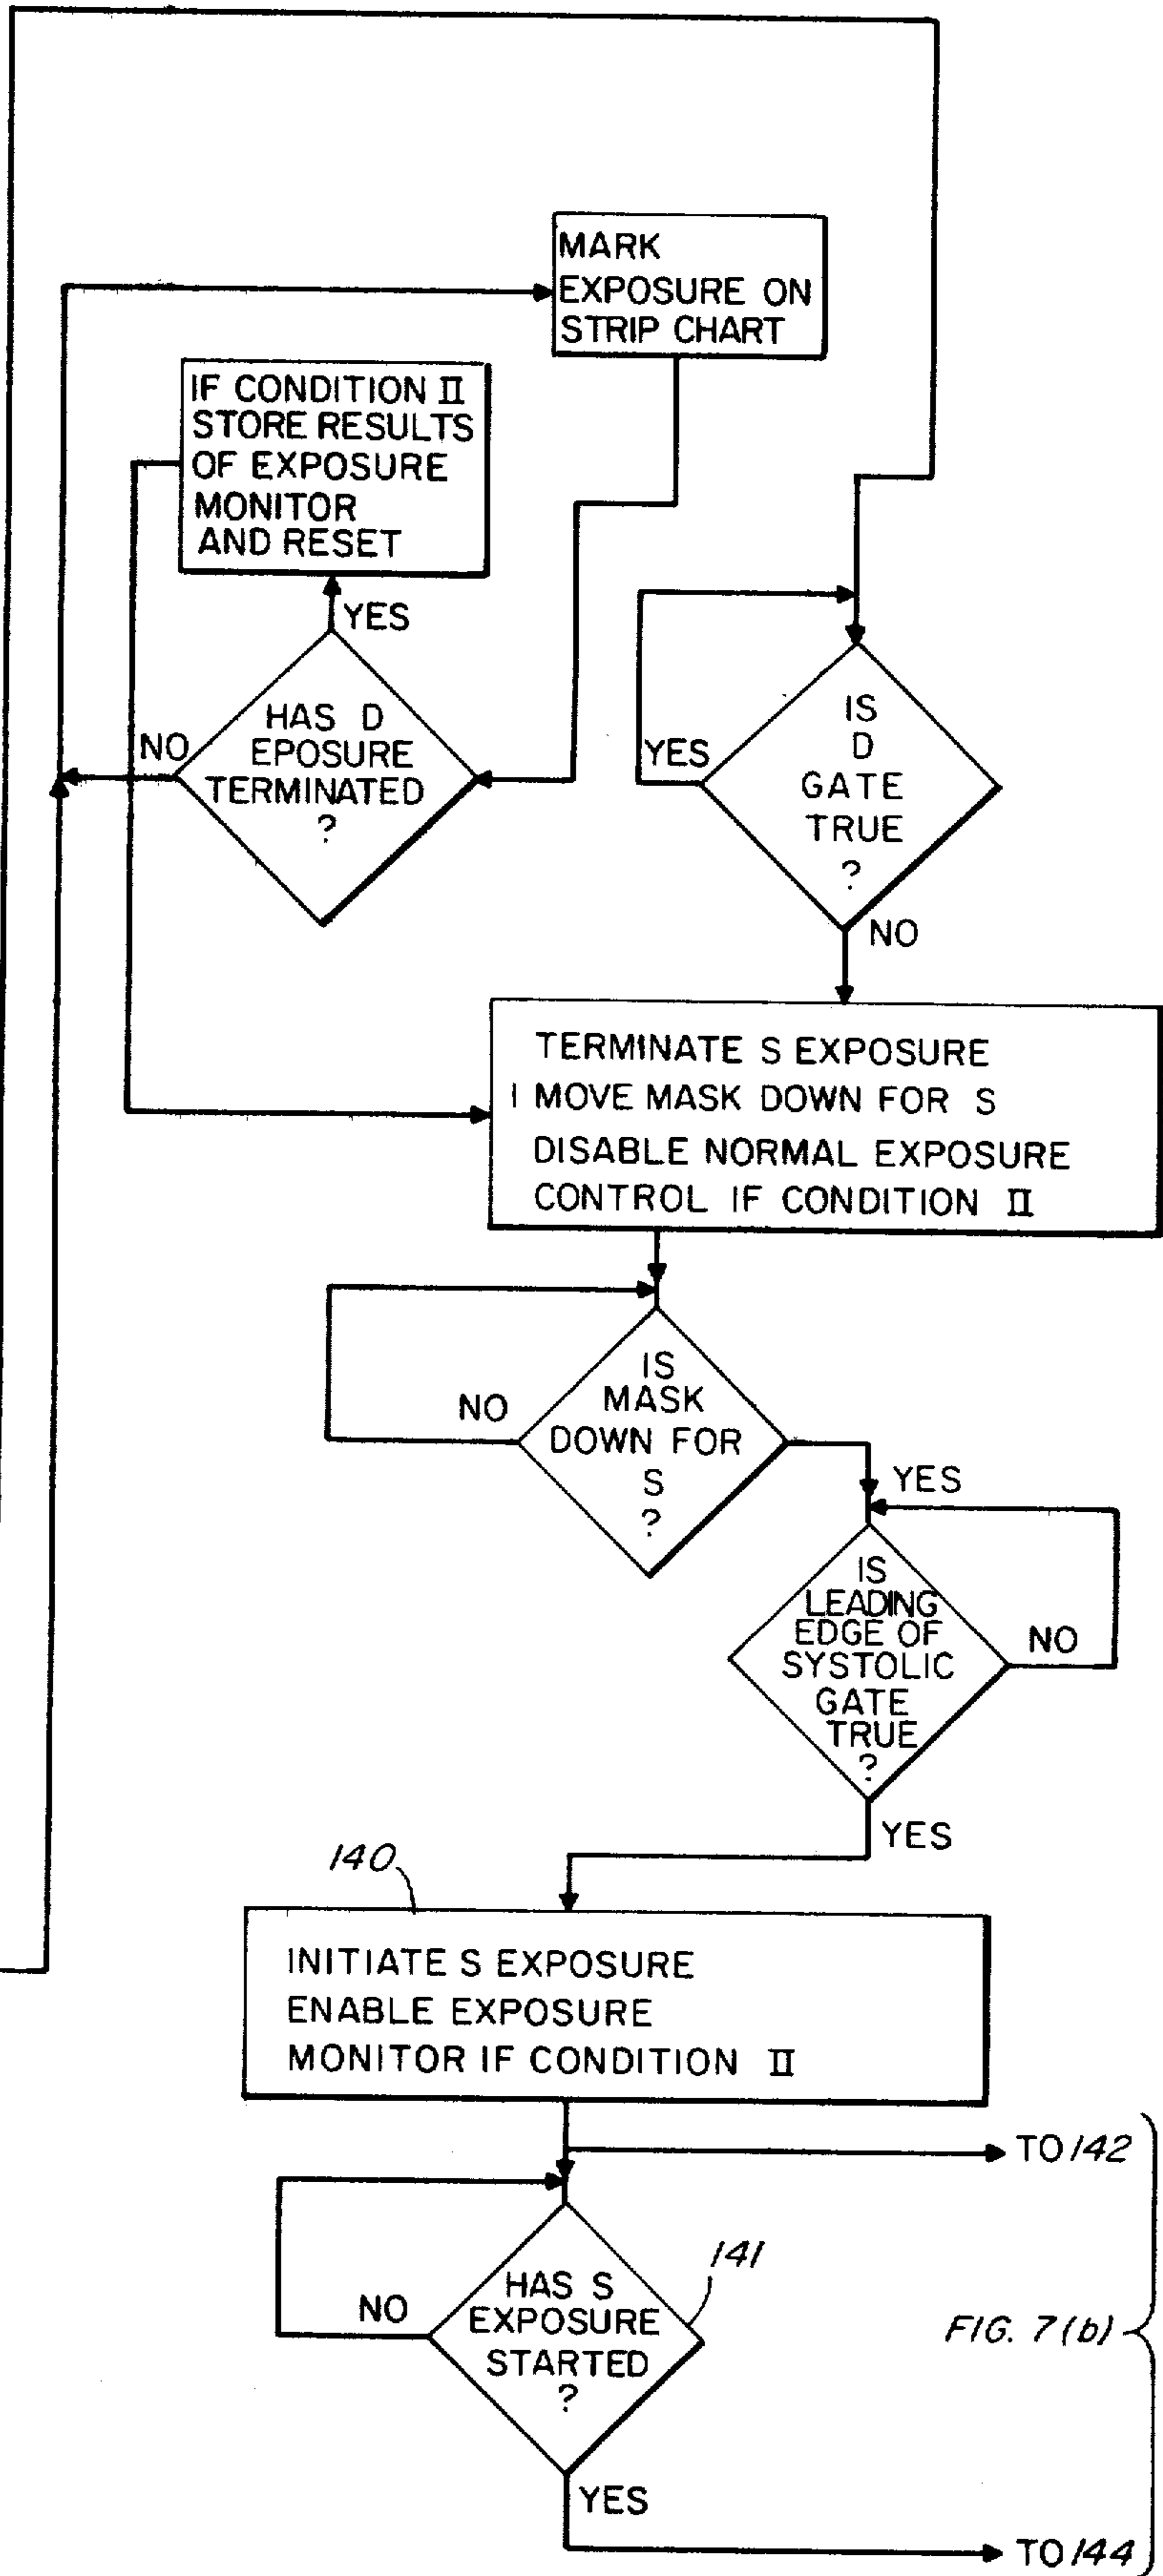 MARK
EXPOSURE ON
STRIP CHART
IF CONDITION II
STORE RESULTS
OF EXPOSURE
MONITOR
AND RESET
YES
HAS D
EPOSURE
TERMINATED
?
NO
IS
D
GATE
TRUE
?
YES
NO
TERMINATE S EXPOSURE
I MOVE MASK DOWN FOR S
DISABLE NORMAL EXPOSURE
CONTROL IF CONDITION II
IS
MASK
DOWN FOR
S
?
NO
YES
IS
LEADING
EDGE OF
SYSTOLIC
GATE
TRUE
?
NO
YES
140
INITIATE S EXPOSURE
ENABLE EXPOSURE
MONITOR IF CONDITION II
TO 142
HAS S
EXPOSURE
STARTED
?
141
NO
FIG. 7(b)
YES
TO 144